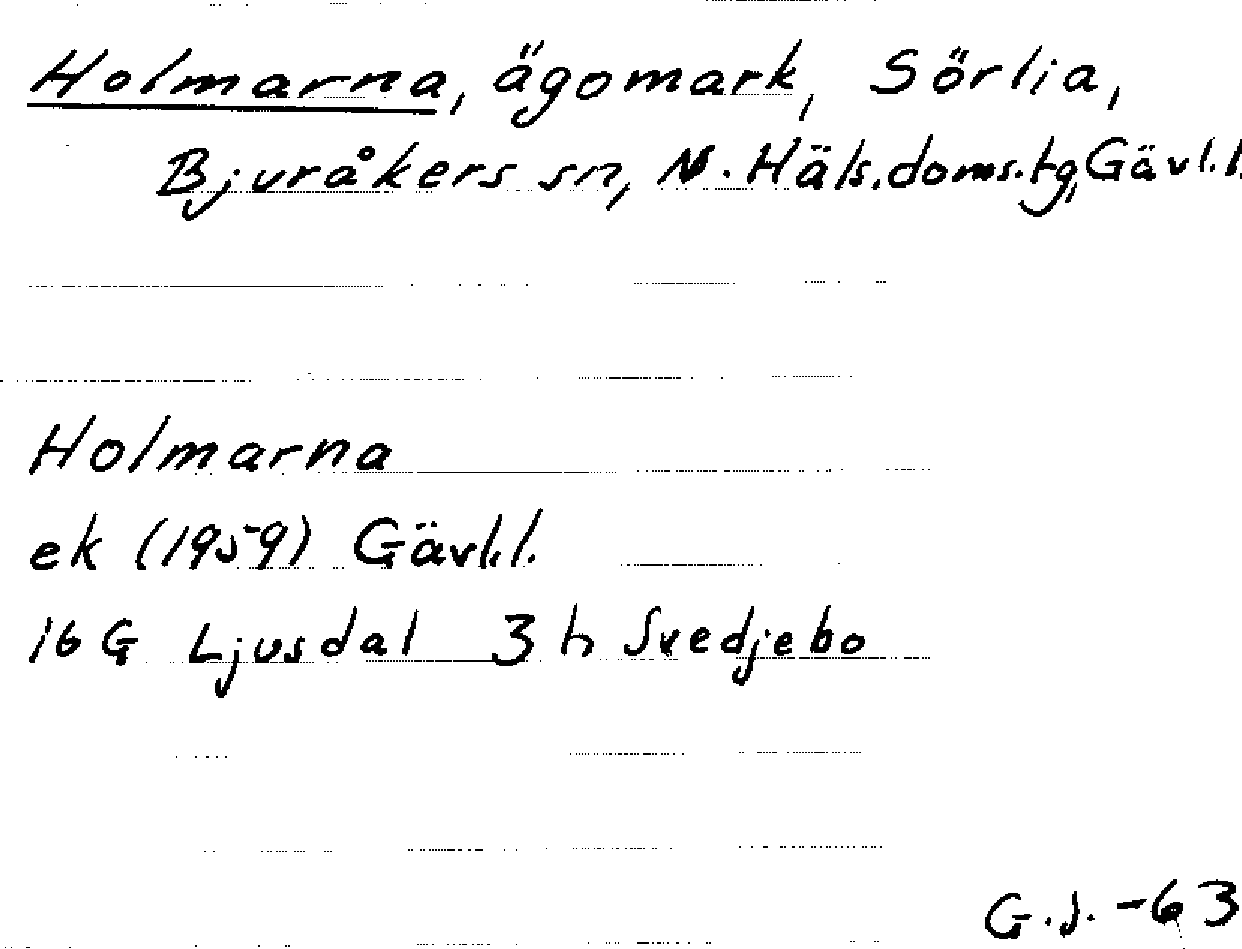 Holmarna, ägomark, Sörlia,
Bjuråkers sn, N. Häls. doms.tg, Gävl.l.
Holmarna
ek (1959) Gävl.l.
16 G Ljusdal 3 h Svedjebo
G.J. -63